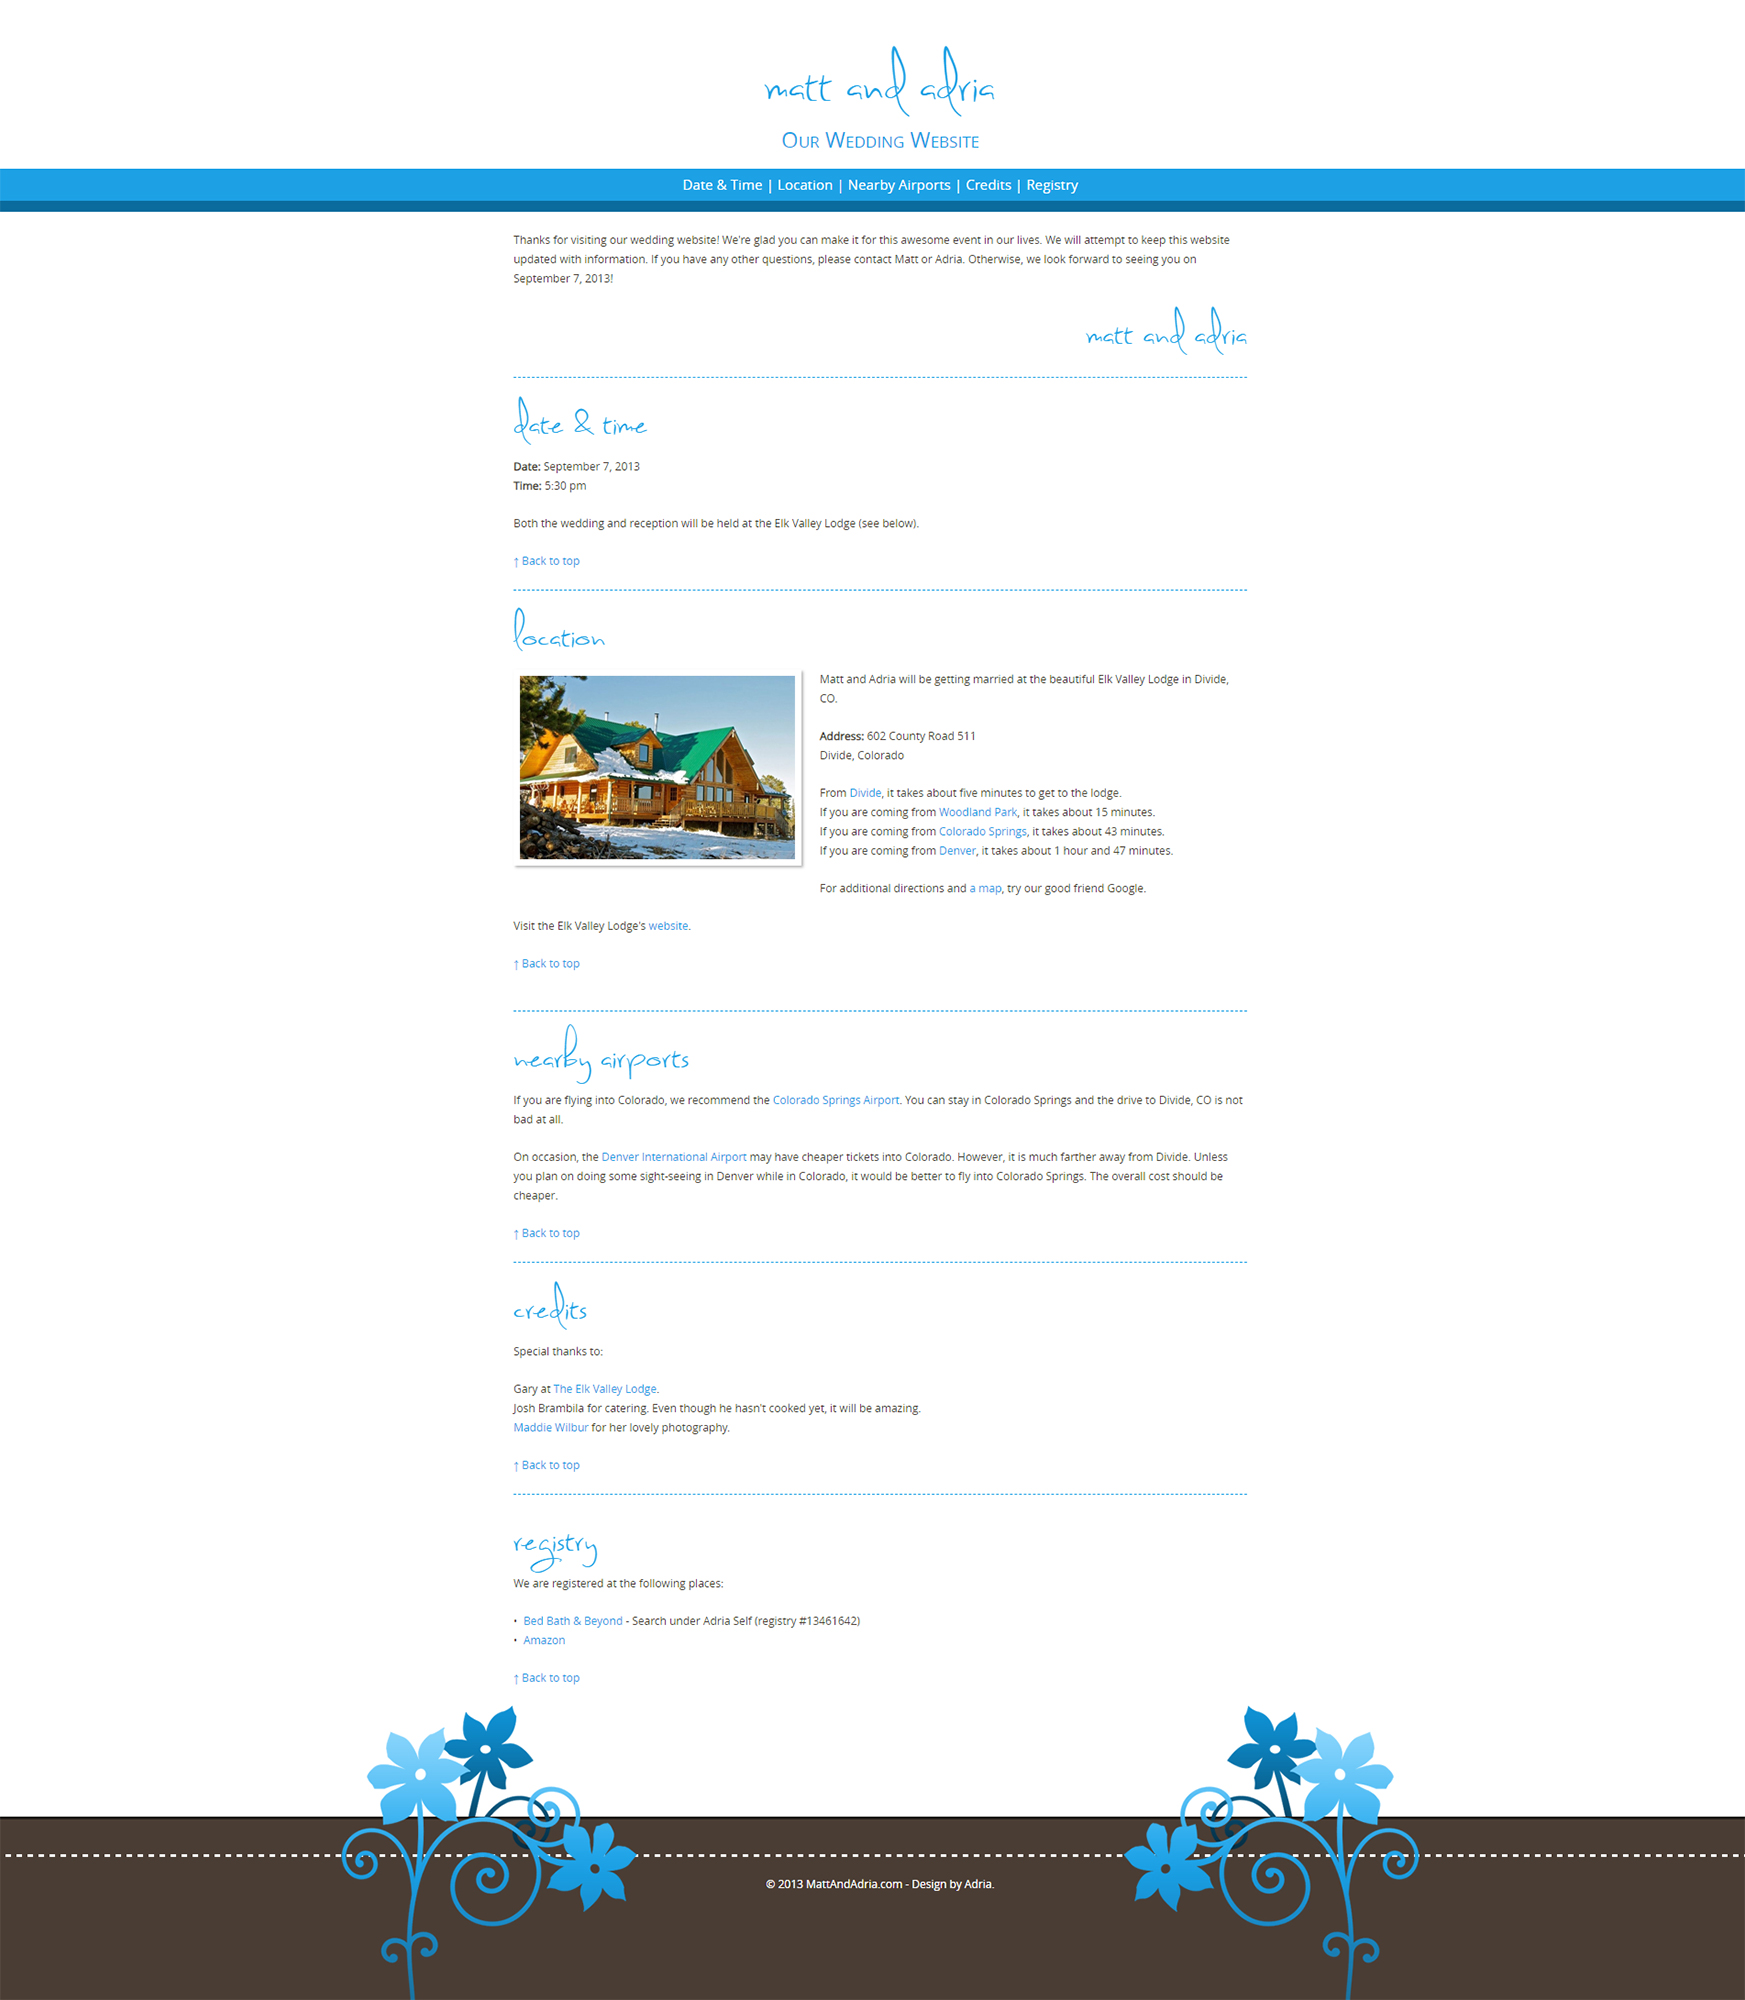 matt and adria
Our Wedding Website
Date & Time | Location | Nearby Airports | Credits | Registry
Thanks for visiting our wedding website! We're glad you can make it for this awesome event in our lives. We will attempt to keep this website
updated with information. If you have any other questions, please contact Matt or Adria. Otherwise, we look forward to seeing you on
September 7, 2013!
matt and adria
date & time
Date: September 7, 2013
Time: 5:30 pm
Both the wedding and reception will be held at the Elk Valley Lodge (see below).
↑ Back to top
location
Matt and Adria will be getting married at the beautiful Elk Valley Lodge in Divide,
CO.
Address: 602 County Road 511
Divide, Colorado
From Divide, it takes about five minutes to get to the lodge.
If you are coming from Woodland Park, it takes about 15 minutes.
If you are coming from Colorado Springs, it takes about 43 minutes.
If you are coming from Denver, it takes about 1 hour and 47 minutes.
For additional directions and a map, try our good friend Google.
Visit the Elk Valley Lodge's website.
↑ Back to top
nearby airports
If you are flying into Colorado, we recommend the Colorado Springs Airport. You can stay in Colorado Springs and the drive to Divide, CO is not
bad at all.
On occasion, the Denver International Airport may have cheaper tickets into Colorado. However, it is much farther away from Divide. Unless
you plan on doing some sight-seeing in Denver while in Colorado, it would be better to fly into Colorado Springs. The overall cost should be
cheaper.
↑ Back to top
credits
Special thanks to:
Gary at The Elk Valley Lodge.
Josh Brambila for catering. Even though he hasn't cooked yet, it will be amazing.
Maddie Wilbur for her lovely photography.
↑ Back to top
registry
We are registered at the following places:
• Bed Bath & Beyond - Search under Adria Self (registry #13461642)
• Amazon
↑ Back to top
© 2013 MattAndAdria.com - Design by Adria.